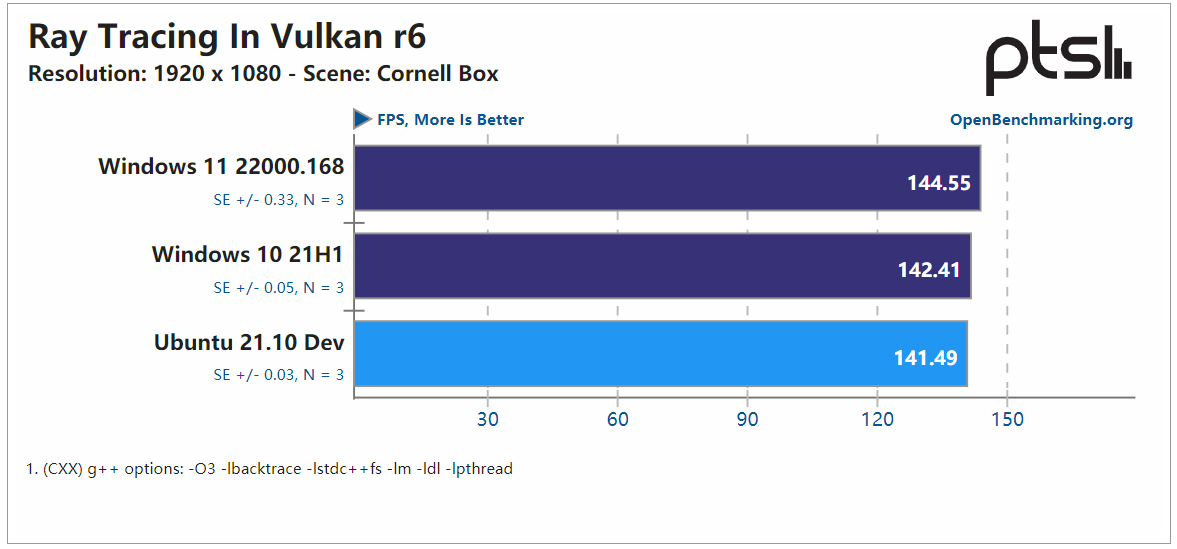 Ray Tracing In Vulkan r6
Resolution: 1920 x 1080 - Scene: Cornell Box
ptsl
FPS, More Is Better
OpenBenchmarking.org
Windows 11 22000.168
SE +/- 0.33, N = 3
144.55
Windows 10 21H1
SE +/- 0.05, N = 3
142.41
Ubuntu 21.10 Dev
SE +/- 0.03, N = 3
141.49
30 60 90 120 150
1. (CXX) g++ options: -O3 -lbacktrace -lstdc++fs -lm -ldl -lpthread